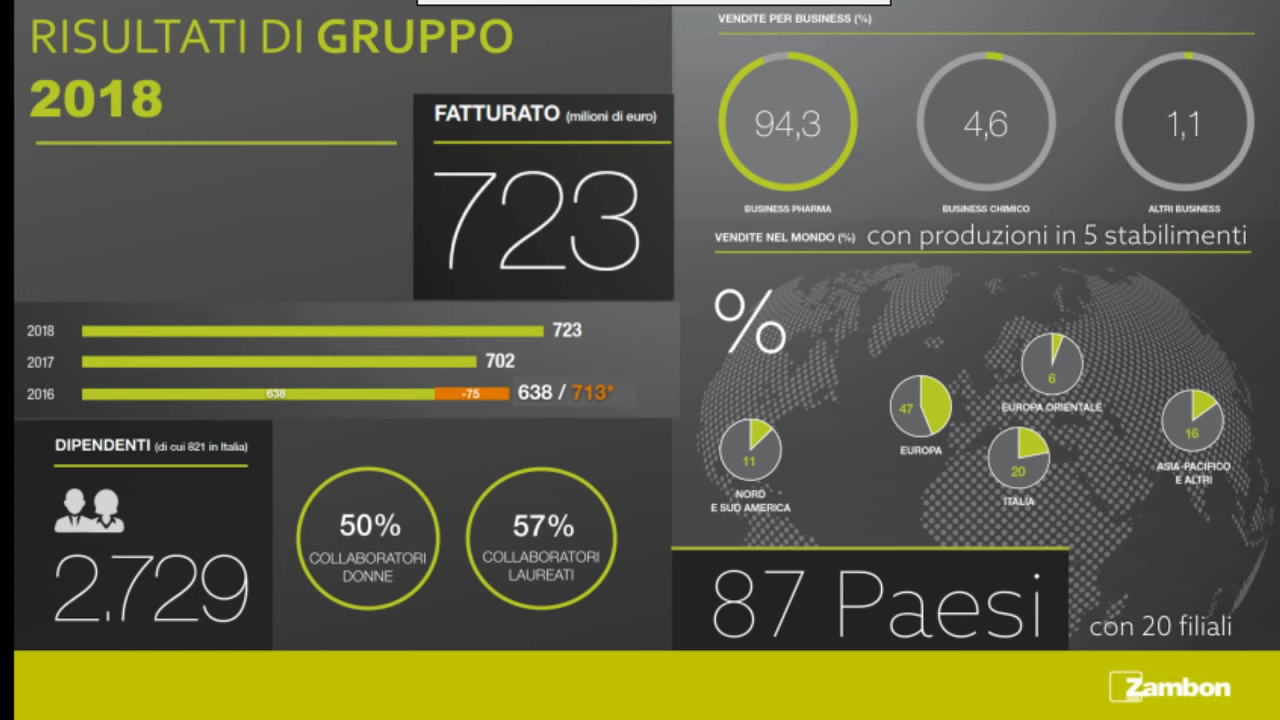 RISULTATI DI GRUPPO
2018
FATTURATO (milioni di euro)
723
2018 723
2017 702
2016 638 -75 638 / 713*
DIPENDENTI (di cui 821 in Italia)
2.729
50%
COLLABORATORI
DONNE
57%
COLLABORATORI
LAUREATI
VENDITE PER BUSINESS (%)
94,3
BUSINESS PHARMA
4,6
BUSINESS CHIMICO
1,1
ALTRI BUSINESS
VENDITE NEL MONDO (%) con produzioni in 5 stabilimenti
%
11
NORD
E SUD AMERICA
47
EUROPA
6
EUROPA ORIENTALE
20
ITALIA
16
ASIA-PACIFICO
E ALTRI
87 Paesi
con 20 filiali
Zambon